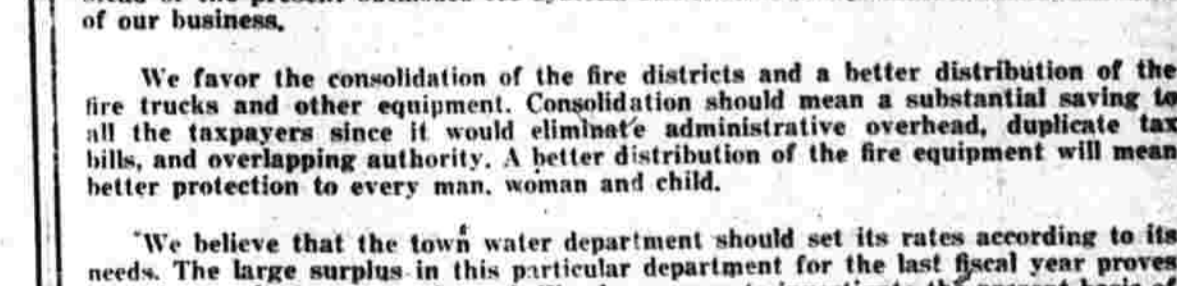 of our business.
We favor the consolidation of the fire districts and a better distribution of the
fire trucks and other equipment. Consolidation should mean a substantial saving to
all the taxpayers since it would eliminate administrative overhead, duplicate tax
bills, and overlapping authority. A better distribution of the fire equipment will mean
better protection to every man, woman and child.
We believe that the town water department should set its rates according to its
needs. The large surplus in this particular department for the last fiscal year proves